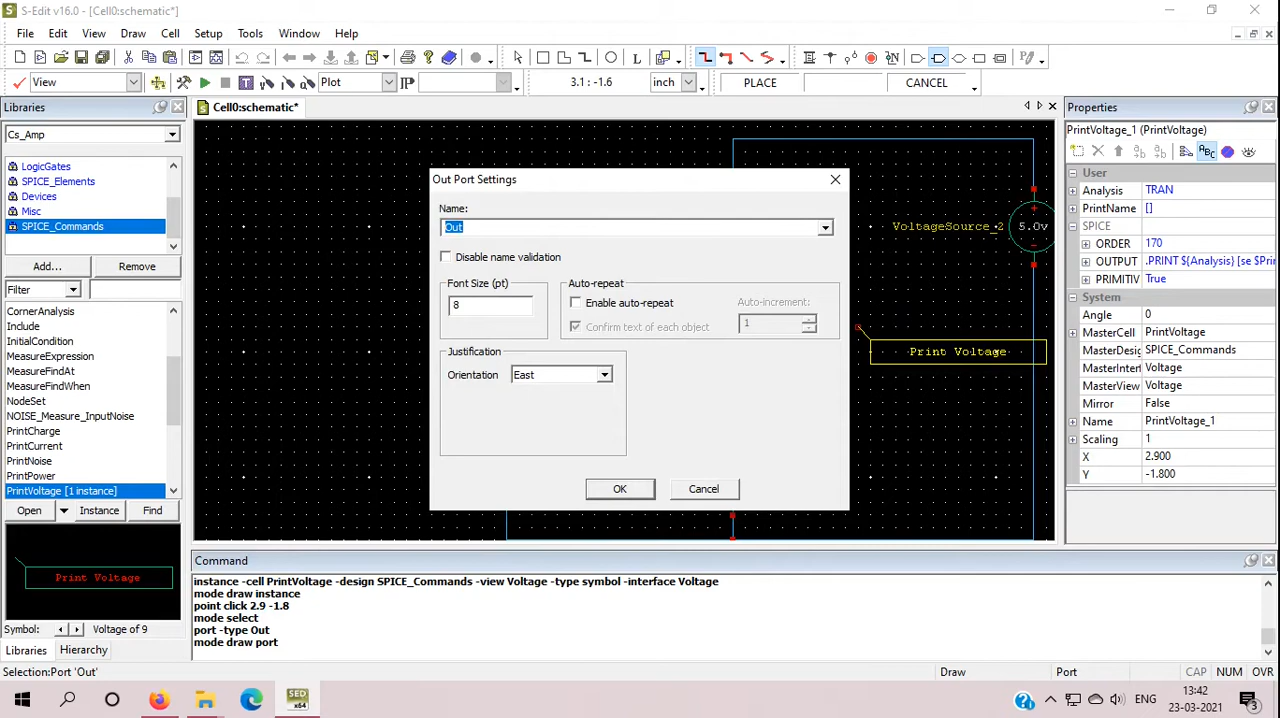 S-Edit v16.0 - [Cell0:schematic*]
File Edit View Draw Cell Setup Tools Window Help
View Plot 3.1 : -1.6 inch PLACE CANCEL
Libraries
Cs_Amp
LogicGates
SPICE_Elements
Devices
Misc
SPICE_Commands
Add... Remove
Filter
CornerAnalysis
Include
InitialCondition
MeasureExpression
MeasureFindAt
MeasureFindWhen
NodeSet
NOISE_Measure_InputNoise
PrintCharge
PrintCurrent
PrintNoise
PrintPower
PrintVoltage [1 instance]
Open Instance Find
Print Voltage
Symbol: Voltage of 9
Libraries Hierarchy
Cell0:schematic*
VoltageSource_2 5.0v
Print Voltage
Out Port Settings
Name:
Out
Disable name validation
Font Size (pt)
8
Auto-repeat
Enable auto-repeat
Auto-increment:
Confirm text of each object
1
Justification
Orientation East
OK Cancel
Properties
PrintVoltage_1 (PrintVoltage)
User
Analysis TRAN
PrintName []
SPICE
ORDER 170
OUTPUT .PRINT ${Analysis} [se $Prin
PRIMITIV True
System
Angle 0
MasterCell PrintVoltage
MasterDesig SPICE_Commands
MasterInterf Voltage
MasterView Voltage
Mirror False
Name PrintVoltage_1
Scaling 1
X 2.900
Y -1.800
Command
instance -cell PrintVoltage -design SPICE_Commands -view Voltage -type symbol -interface Voltage
mode draw instance
point click 2.9 -1.8
mode select
port -type Out
mode draw port
Selection:Port 'Out' Draw Port CAP NUM OVR
SED x64
ENG 13:42
23-03-2021
3